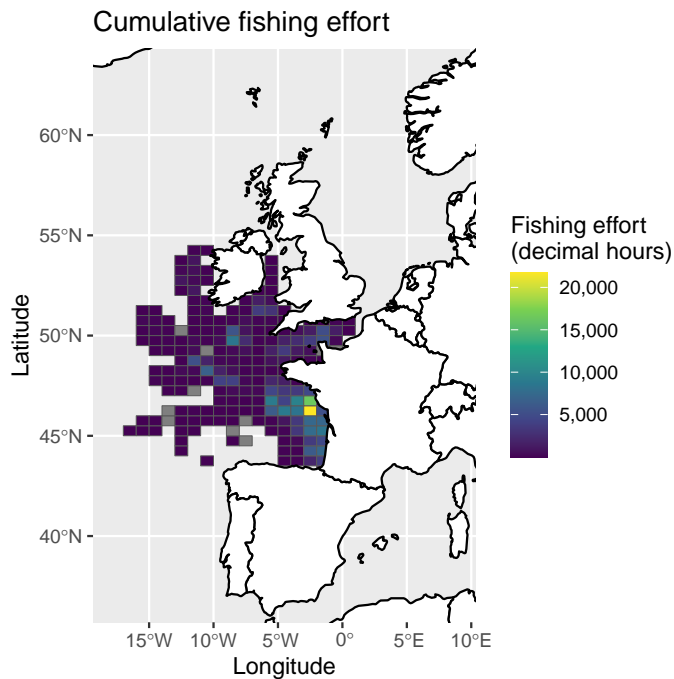 Cumulative fishing effort
60°N
55°N
50°N
45°N
40°N
Latitude
15°W
10°W
5°W
0°
5°E
10°E
Longitude
Fishing effort
(decimal hours)
20,000
15,000
10,000
5,000